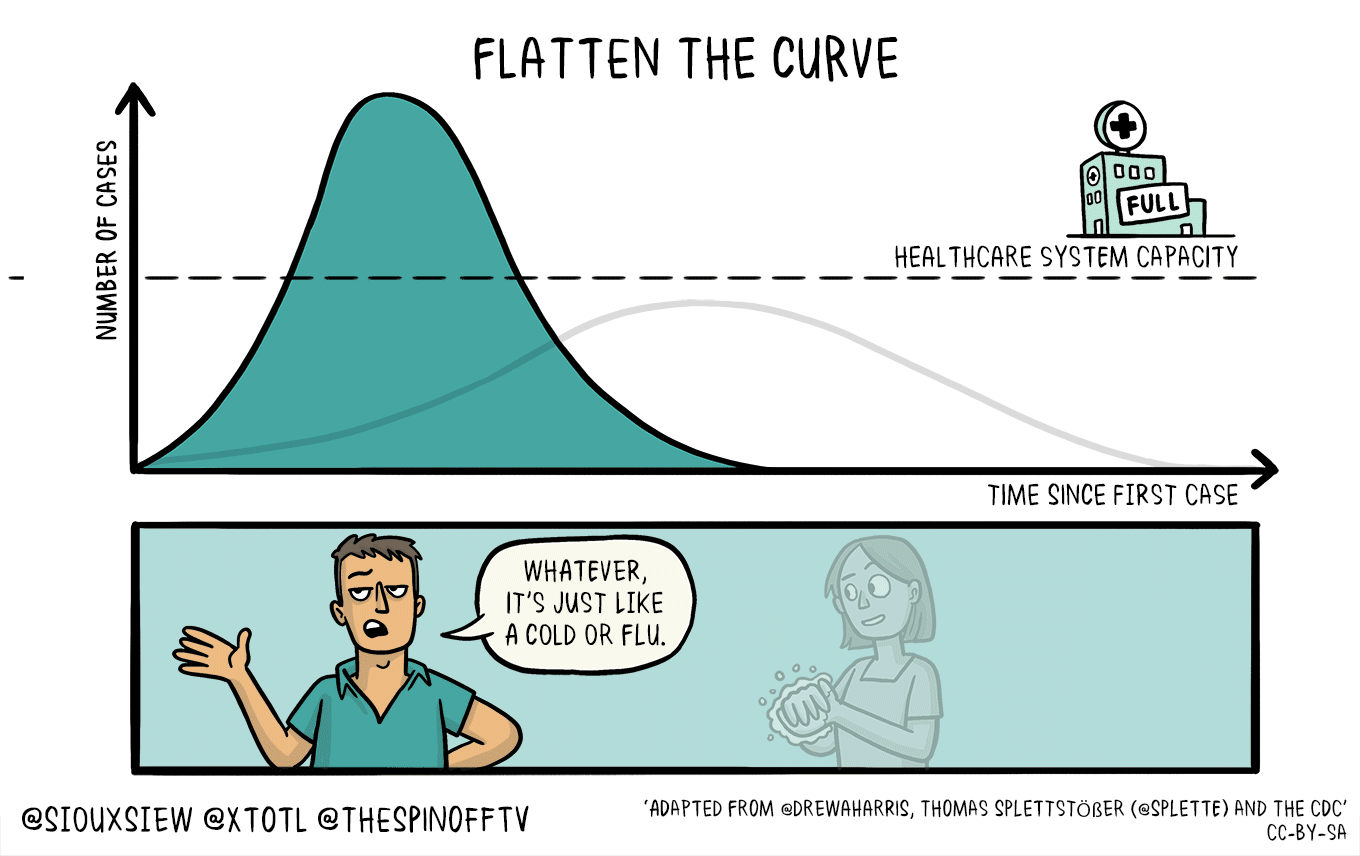 FLATTEN THE CURVE
NUMBER OF CASES
FULL
HEALTHCARE SYSTEM CAPACITY
TIME SINCE FIRST CASE
WHATEVER,
IT'S JUST LIKE
A COLD OR FLU.
@SIOUXSIEW @XTOTL @THESPINOFFTV
'ADAPTED FROM @DREWAHARRIS, THOMAS SPLETTSTÖßER (@SPLETTE) AND THE CDC'
CC-BY-SA